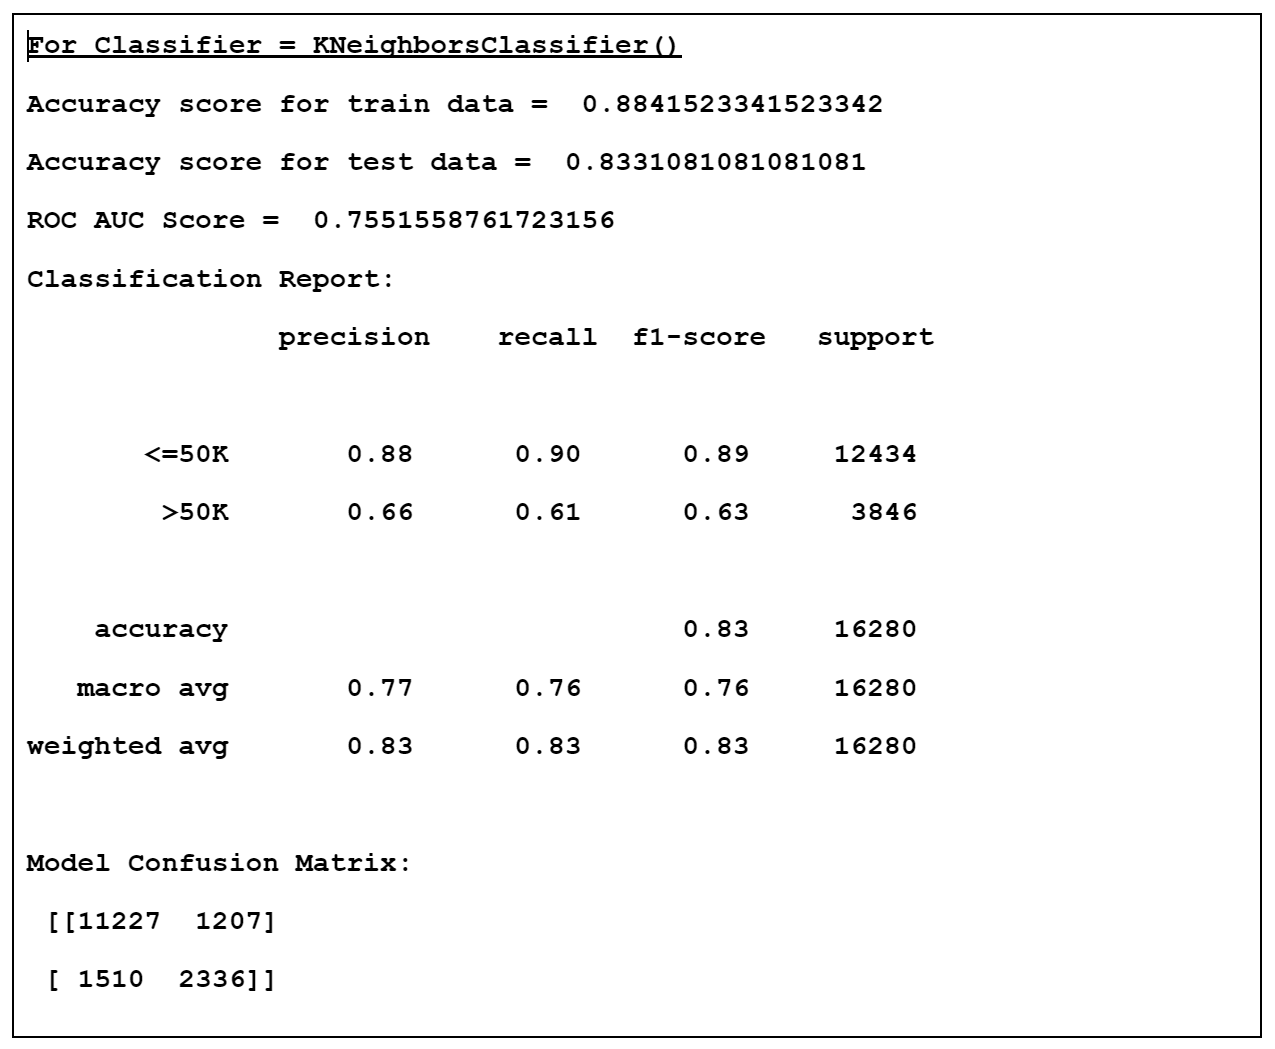 For Classifier = KNeighborsClassifier()
Accuracy score for train data =  0.8841523341523342
Accuracy score for test data =  0.8331081081081081
ROC AUC Score =  0.7551558761723156
Classification Report:
               precision    recall  f1-score   support
       <=50K       0.88      0.90      0.89     12434
        >50K       0.66      0.61      0.63      3846
    accuracy                           0.83     16280
   macro avg       0.77      0.76      0.76     16280
weighted avg       0.83      0.83      0.83     16280
Model Confusion Matrix:
 [[11227  1207]
 [ 1510  2336]]